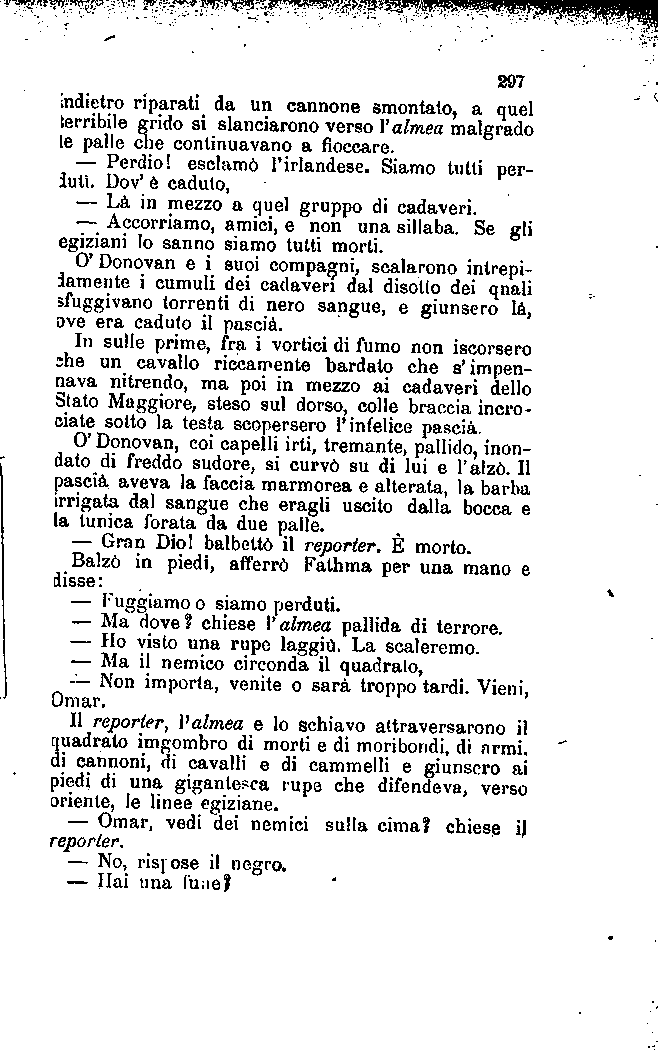 297
indietro riparati da un cannone smontato, a quel
terribile grido si slanciarono verso l'almea malgrado
le palle che continuavano a fioccare.
— Perdio! esclamò l'irlandese. Siamo tutti per-
duti. Dov' è caduto,
— Là in mezzo a quel gruppo di cadaveri.
— Accorriamo, amici, e non una sillaba. Se gli
egiziani lo sanno siamo tutti morti.
O' Donovan e i suoi compagni, scalarono intrepi-
damente i cumuli dei cadaveri dal disotto dei quali
sfuggivano torrenti di nero sangue, e giunsero là,
ove era caduto il pascià.
In sulle prime, fra i vortici di fumo non iscorsero
che un cavallo riccamente bardato che s' impen-
nava nitrendo, ma poi in mezzo ai cadaveri dello
Stato Maggiore, steso sul dorso, colle braccia incro-
ciate sotto la testa scopersero l'infelice pascià.
O' Donovan, coi capelli irti, tremante, pallido, inon-
dato di freddo sudore, si curvò su di lui e l'alzò. Il
pascià aveva la faccia marmorea e alterata, la barba
irrigata dal sangue che eragli uscito dalla bocca e
la tunica forata da due palle.
— Gran Dio! balbettò il reporter. È morto.
Balzò in piedi, afferrò Fathma per una mano e
disse:
— Fuggiamo o siamo perduti.
— Ma dove? chiese l'almea pallida di terrore.
— Ho visto una rupe laggiù. La scaleremo.
— Ma il nemico circonda il quadrato,
— Non importa, venite o sarà troppo tardi. Vieni,
Omar.
Il reporter, l'almea e lo schiavo attraversarono il
quadrato imgombro di morti e di moribondi, di armi,
di cannoni, di cavalli e di cammelli e giunsero ai
piedi di una gigantesca rupe che difendeva, verso
oriente, le linee egiziane.
— Omar, vedi dei nemici sulla cima? chiese il
reporter.
— No, rispose il negro.
— Hai una fune?